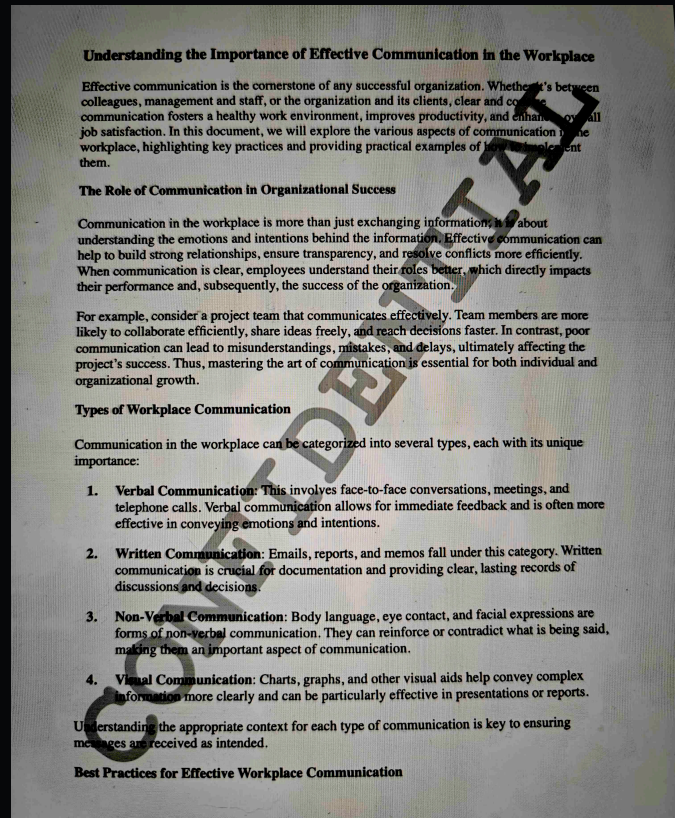 Understanding the Importance of Effective Communication in the Workplace
Effective communication is the cornerstone of any successful organization. Whether it's between
colleagues, management and staff, or the organization and its clients, clear and
communication fosters a healthy work environment, improves productivity, and enhances overall
job satisfaction. In this document, we will explore the various aspects of communication in the
workplace, highlighting key practices and providing practical examples of how to implement
them.
The Role of Communication in Organizational Success
Communication in the workplace is more than just exchanging information; it is about
understanding the emotions and intentions behind the information. Effective communication can
help to build strong relationships, ensure transparency, and resolve conflicts more efficiently.
When communication is clear, employees understand their roles better, which directly impacts
their performance and, subsequently, the success of the organization.
For example, consider a project team that communicates effectively. Team members are more
likely to collaborate efficiently, share ideas freely, and reach decisions faster. In contrast, poor
communication can lead to misunderstandings, mistakes, and delays, ultimately affecting the
project's success. Thus, mastering the art of communication is essential for both individual and
organizational growth.
Types of Workplace Communication
Communication in the workplace can be categorized into several types, each with its unique
importance:
1. Verbal Communication: This involves face-to-face conversations, meetings, and
telephone calls. Verbal communication allows for immediate feedback and is often more
effective in conveying emotions and intentions.
2. Written Communication: Emails, reports, and memos fall under this category. Written
communication is crucial for documentation and providing clear, lasting records of
discussions and decisions.
3. Non-Verbal Communication: Body language, eye contact, and facial expressions are
forms of non-verbal communication. They can reinforce or contradict what is being said,
making them an important aspect of communication.
4. Visual Communication: Charts, graphs, and other visual aids help convey complex
information more clearly and can be particularly effective in presentations or reports.
Understanding the appropriate context for each type of communication is key to ensuring
messages are received as intended.
Best Practices for Effective Workplace Communication
CONFIDENTIAL